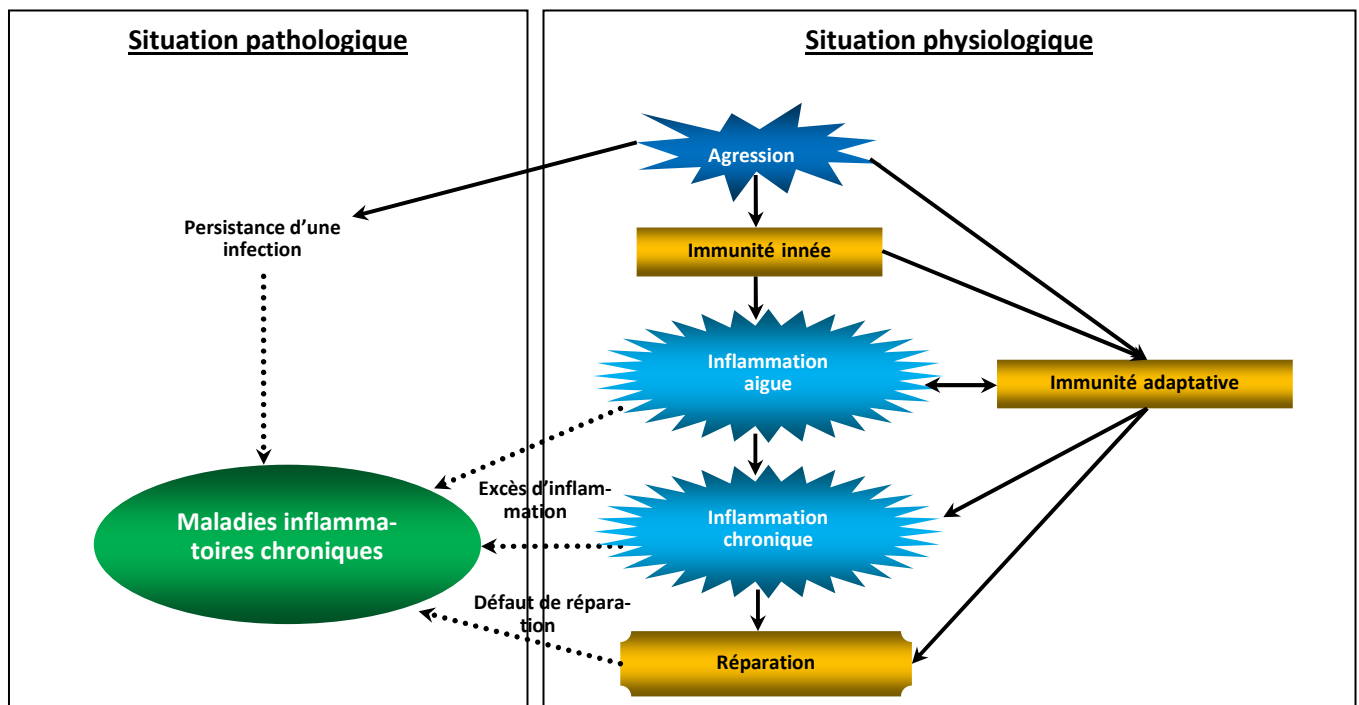 Situation pathologique
Situation physiologique
Agression
Persistance d’une
infection
Immunité innée
Inflammation
aigue
Immunité adaptative
Excès d’inflam-
mation
Maladies inflamma-
toires chroniques
Inflammation
chronique
Défaut de répara-
tion
Réparation